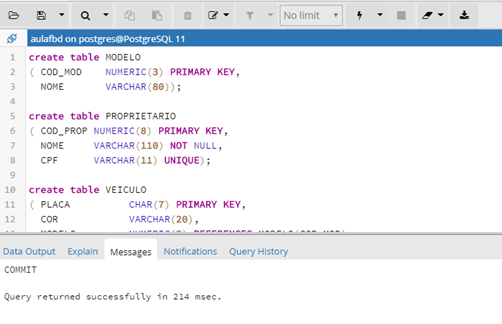 No limit
aulafbd on postgres@PostgreSQL 11
1 create table MODELO
2 ( COD_MOD NUMERIC(3) PRIMARY KEY,
3 NOME VARCHAR(80));
4
5 create table PROPRIETARIO
6 ( COD_PROP NUMERIC(8) PRIMARY KEY,
7 NOME VARCHAR(110) NOT NULL,
8 CPF VARCHAR(11) UNIQUE);
9
10 create table VEICULO
11 ( PLACA CHAR(7) PRIMARY KEY,
12 COR VARCHAR(20),
Data Output Explain Messages Notifications Query History
COMMIT
Query returned successfully in 214 msec.